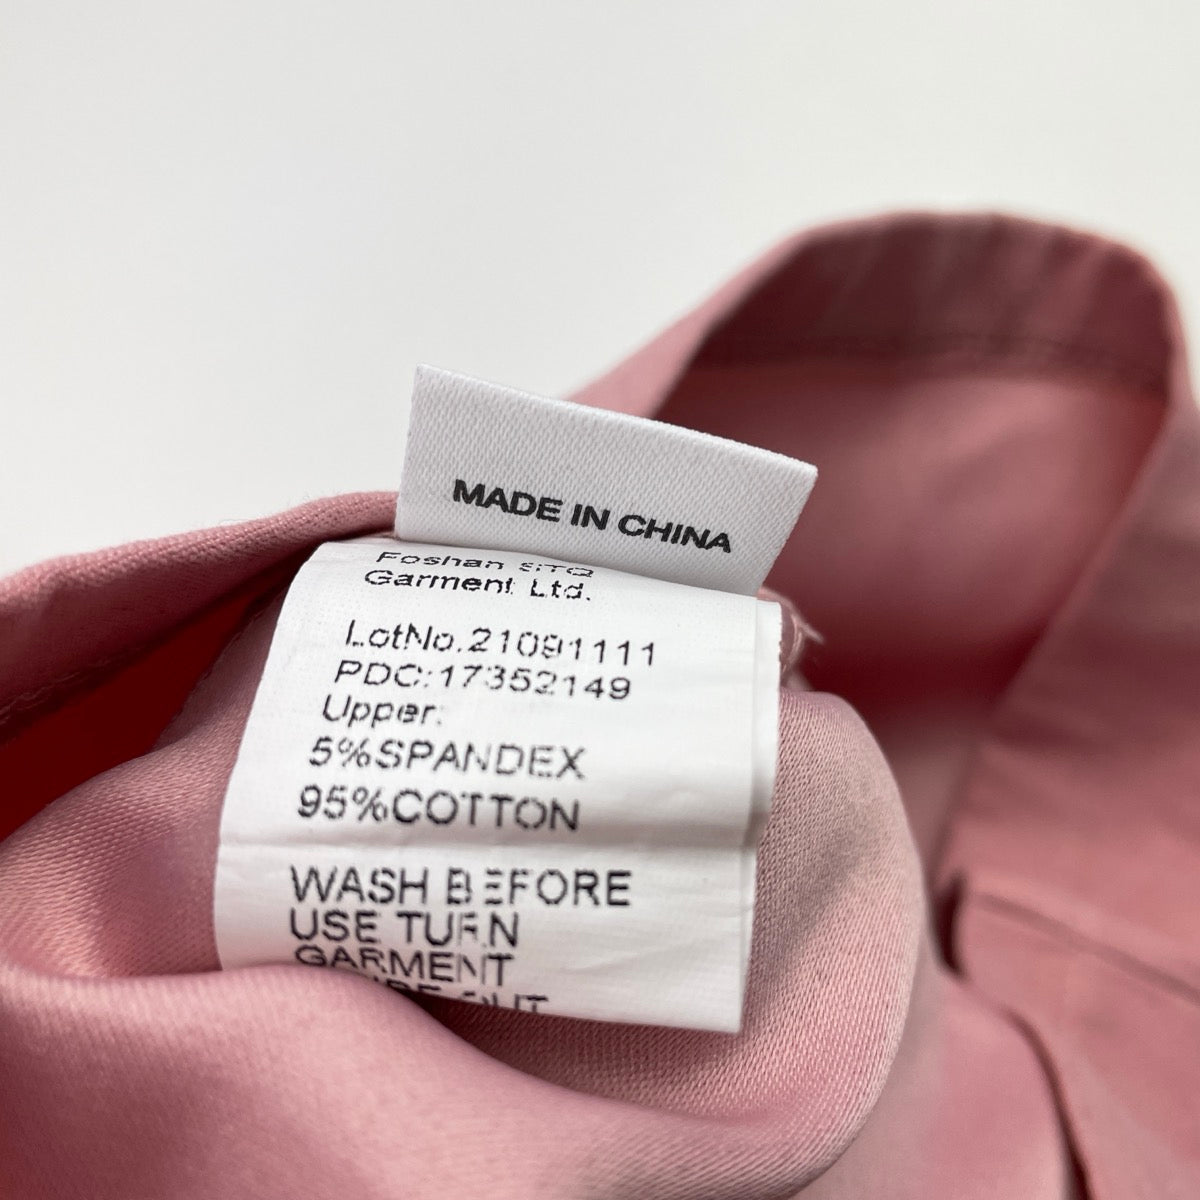 MADE IN CHINA
Foshan SITQ
Garment Ltd.
LotNo.21091111
PDC:17352149
Upper:
5%SPANDEX
95%COTTON
WASH BEFORE
USE TURN
GARMENT
OUT